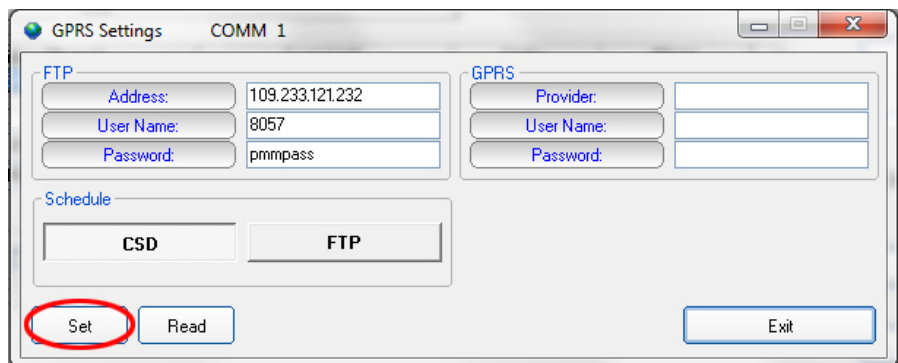 GPRS Settings COMM 1
FTP
Address: 109.233.121.232
User Name: 8057
Password: pmmpass
GPRS
Provider:
User Name:
Password:
Schedule
CSD FTP
Set Read Exit